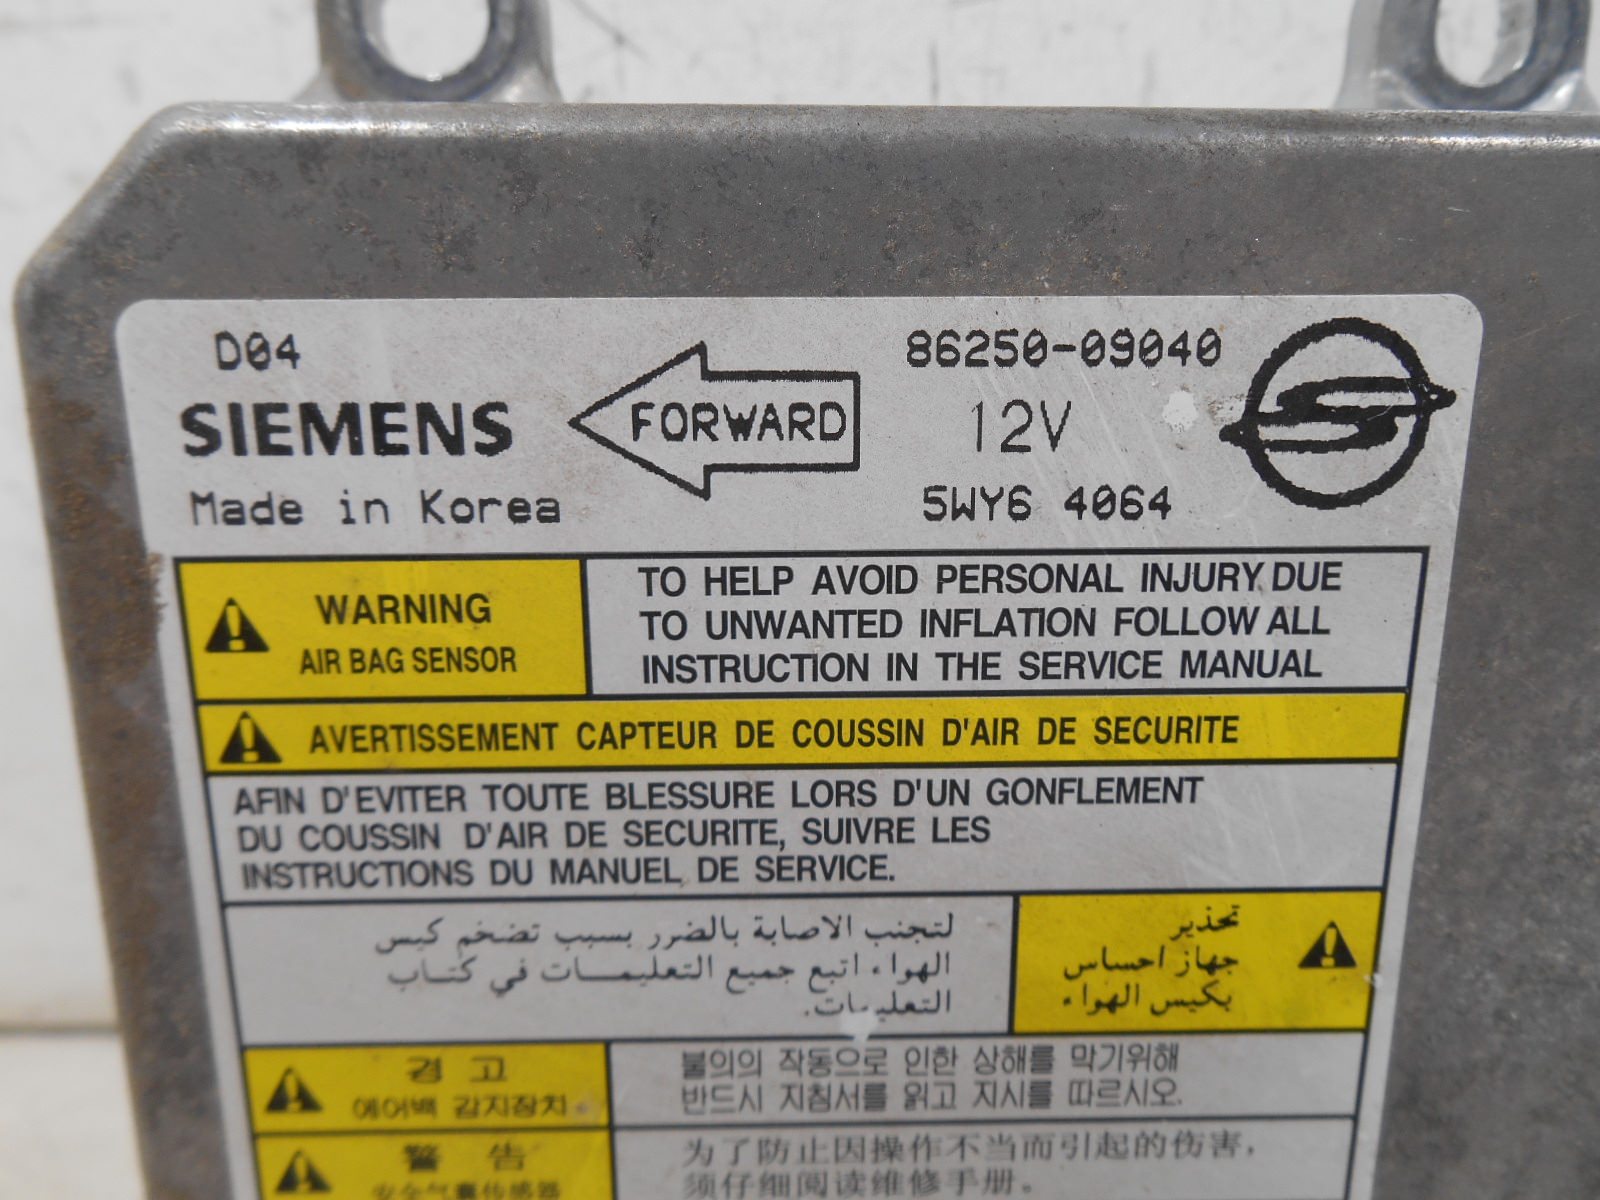 D04
SIEMENS
Made in Korea
FORWARD
86250-09040
12V
5WY6 4064
WARNING
AIR BAG SENSOR
TO HELP AVOID PERSONAL INJURY DUE
TO UNWANTED INFLATION FOLLOW ALL
INSTRUCTION IN THE SERVICE MANUAL
AVERTISSEMENT CAPTEUR DE COUSSIN D'AIR DE SECURITE
AFIN D'EVITER TOUTE BLESSURE LORS D'UN GONFLEMENT
DU COUSSIN D'AIR DE SECURITE, SUIVRE LES
INSTRUCTIONS DU MANUEL DE SERVICE.
تحذير
جهاز احساس
بكيس الهواء
لتجنب الاصابة بالضرر بسبب تضخم كيس
الهواء اتبع جميع التعليمات في كتاب
التعليمات.
경 고
에어백 감지장치
불의의 작동으로 인한 상해를 막기위해
반드시 지침서를 읽고 지시를 따르시오.
警 告
安全气囊传感器
为了防止因操作不当而引起的伤害,
须仔细阅读维修手册。